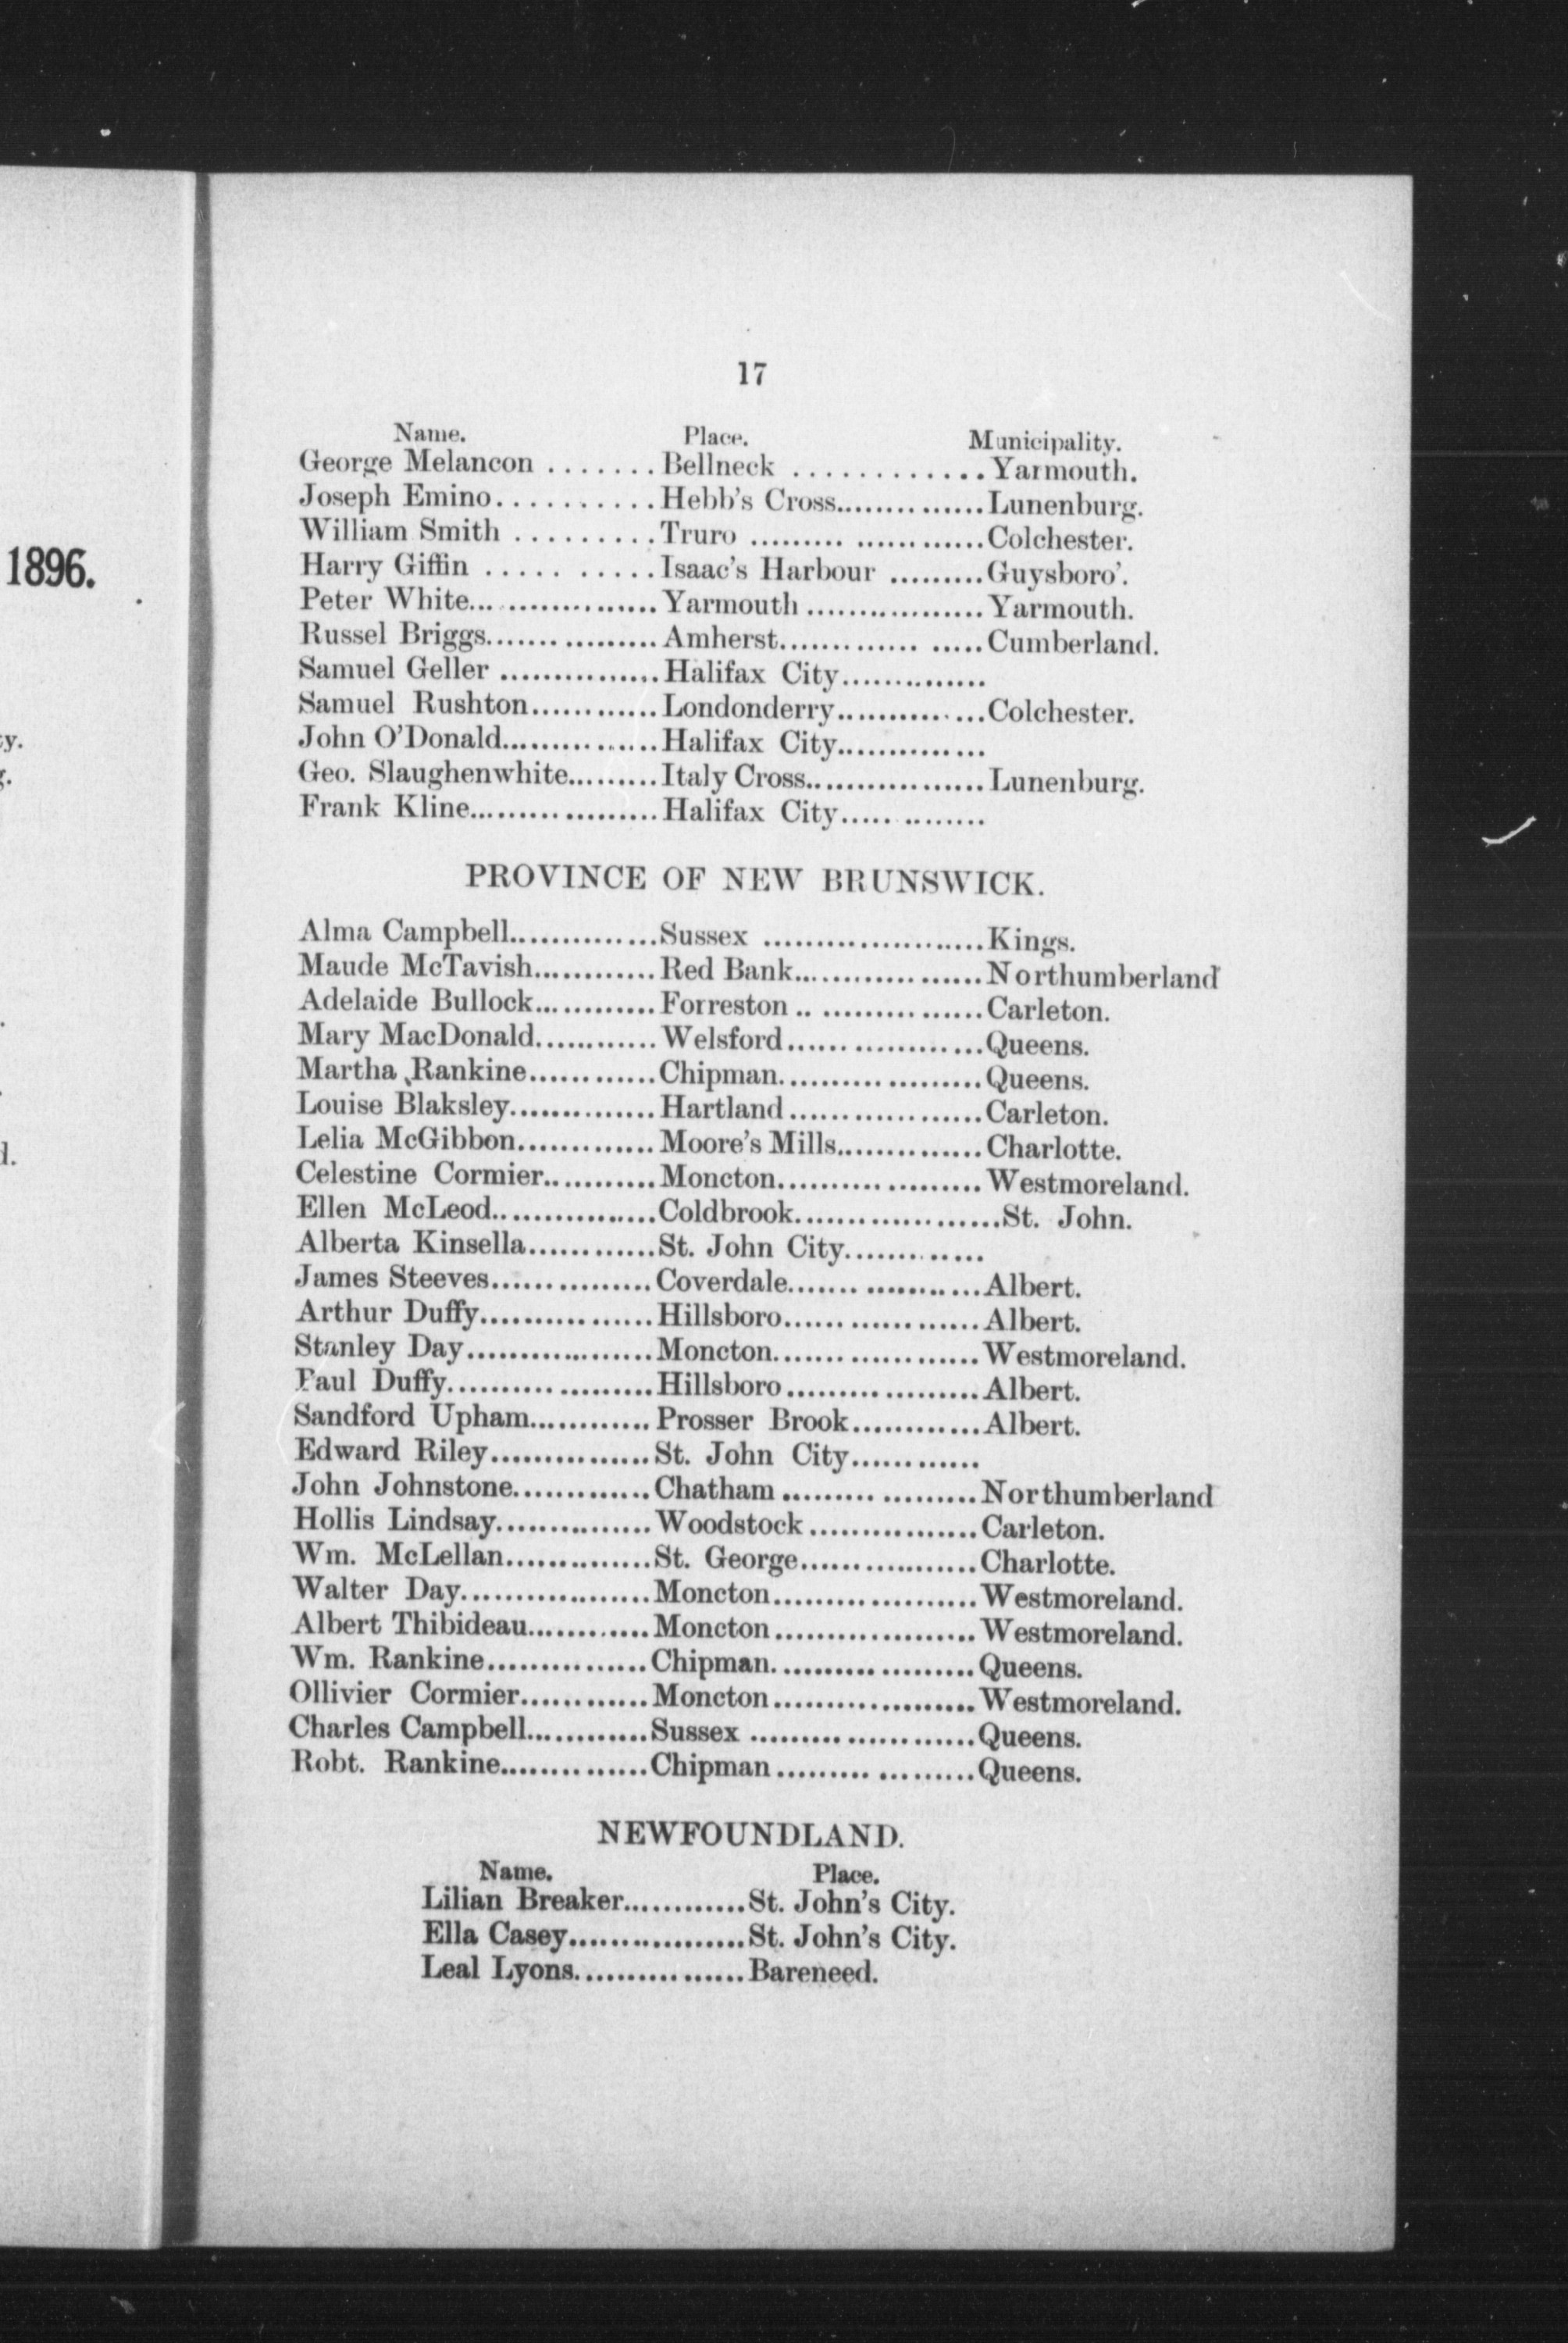 17
Name. Place. Municipality.
George Melancon ....... Bellneck ............. Yarmouth.
Joseph Emino........... Hebb's Cross.............. Lunenburg.
William Smith ......... Truro ..................... Colchester.
Harry Giffin .......... Isaac's Harbour ......... Guysboro'.
Peter White.................. Yarmouth ................. Yarmouth.
Russel Briggs................ Amherst.................. Cumberland.
Samuel Geller ............... Halifax City..............
Samuel Rushton............ Londonderry.............. Colchester.
John O'Donald............... Halifax City..............
Geo. Slaughenwhite......... Italy Cross................. Lunenburg.
Frank Kline.................. Halifax City.............
PROVINCE OF NEW BRUNSWICK.
Alma Campbell.............. Sussex ..................... Kings.
Maude McTavish............ Red Bank.................. Northumberland
Adelaide Bullock............ Forreston ................. Carleton.
Mary MacDonald............ Welsford................... Queens.
Martha Rankine............ Chipman................... Queens.
Louise Blaksley.............. Hartland .................. Carleton.
Lelia McGibbon............. Moore's Mills.............. Charlotte.
Celestine Cormier........... Moncton................... Westmoreland.
Ellen McLeod................ Coldbrook.................... St. John.
Alberta Kinsella............ St. John City.............
James Steeves............... Coverdale.................. Albert.
Arthur Duffy................. Hillsboro................... Albert.
Stanley Day.................. Moncton.................... Westmoreland.
Paul Duffy.................... Hillsboro .................. Albert.
Sandford Upham............ Prosser Brook............. Albert.
Edward Riley............... St. John City............
John Johnstone............. Chatham .................. Northumberland
Hollis Lindsay............... Woodstock ................ Carleton.
Wm. McLellan.............. St. George................. Charlotte.
Walter Day.................. Moncton................... Westmoreland.
Albert Thibideau............ Moncton ................... Westmoreland.
Wm. Rankine............... Chipman................... Queens.
Ollivier Cormier............ Moncton ................... Westmoreland.
Charles Campbell............ Sussex ..................... Queens.
Robt. Rankine.............. Chipman .................. Queens.
NEWFOUNDLAND.
Name. Place.
Lilian Breaker............ St. John's City.
Ella Casey................. St. John's City.
Leal Lyons................ Bareneed.
1896.